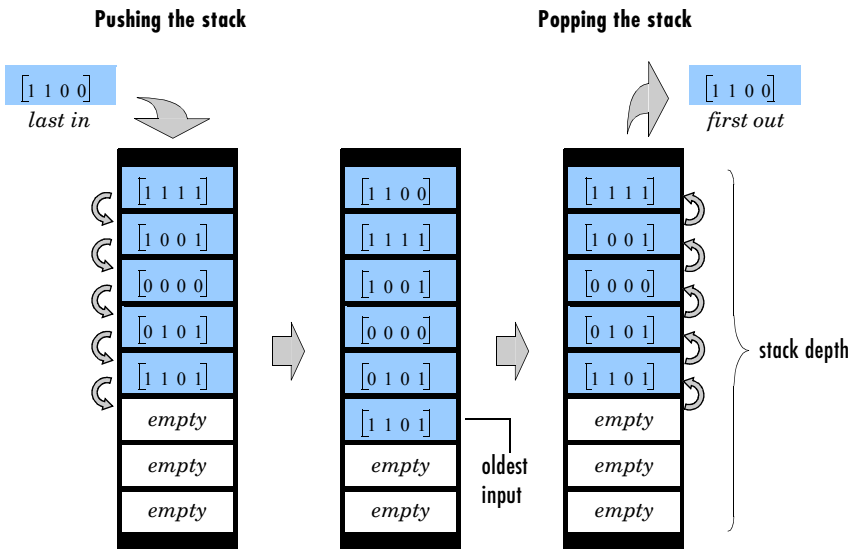 Pushing the stack
Popping the stack
[1 1 0 0]
last in
[1 1 0 0]
first out
[1 1 1 1]
[1 0 0 1]
[0 0 0 0]
[0 1 0 1]
[1 1 0 1]
empty
empty
empty
[1 1 0 0]
[1 1 1 1]
[1 0 0 1]
[0 0 0 0]
[0 1 0 1]
[1 1 0 1]
empty
empty
oldest
input
[1 1 1 1]
[1 0 0 1]
[0 0 0 0]
[0 1 0 1]
[1 1 0 1]
empty
empty
empty
stack depth